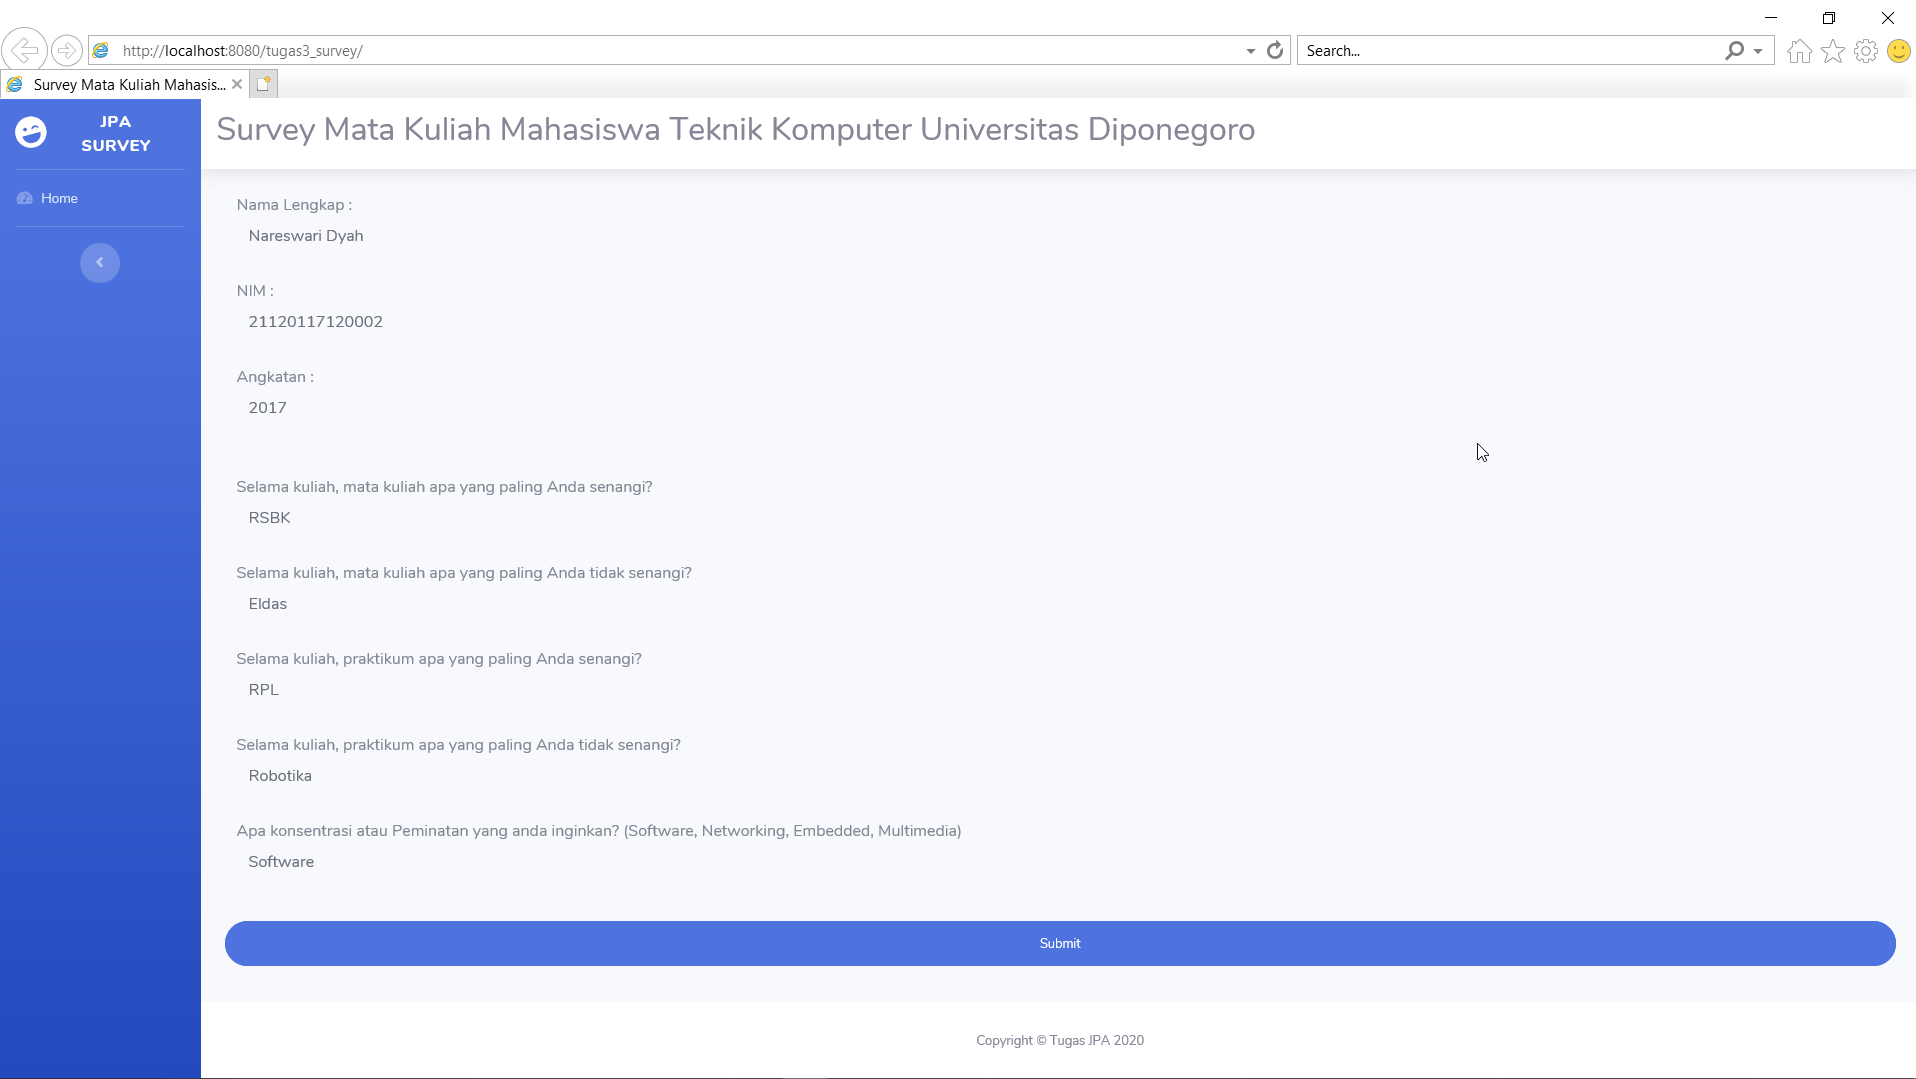 http://localhost:8080/tugas3_survey/
Search...
Survey Mata Kuliah Mahasis...
JPA
SURVEY
Home
Survey Mata Kuliah Mahasiswa Teknik Komputer Universitas Diponegoro
Nama Lengkap :
Nareswari Dyah
NIM :
21120117120002
Angkatan :
2017
Selama kuliah, mata kuliah apa yang paling Anda senangi?
RSBK
Selama kuliah, mata kuliah apa yang paling Anda tidak senangi?
Eldas
Selama kuliah, praktikum apa yang paling Anda senangi?
RPL
Selama kuliah, praktikum apa yang paling Anda tidak senangi?
Robotika
Apa konsentrasi atau Peminatan yang anda inginkan? (Software, Networking, Embedded, Multimedia)
Software
Submit
Copyright © Tugas JPA 2020